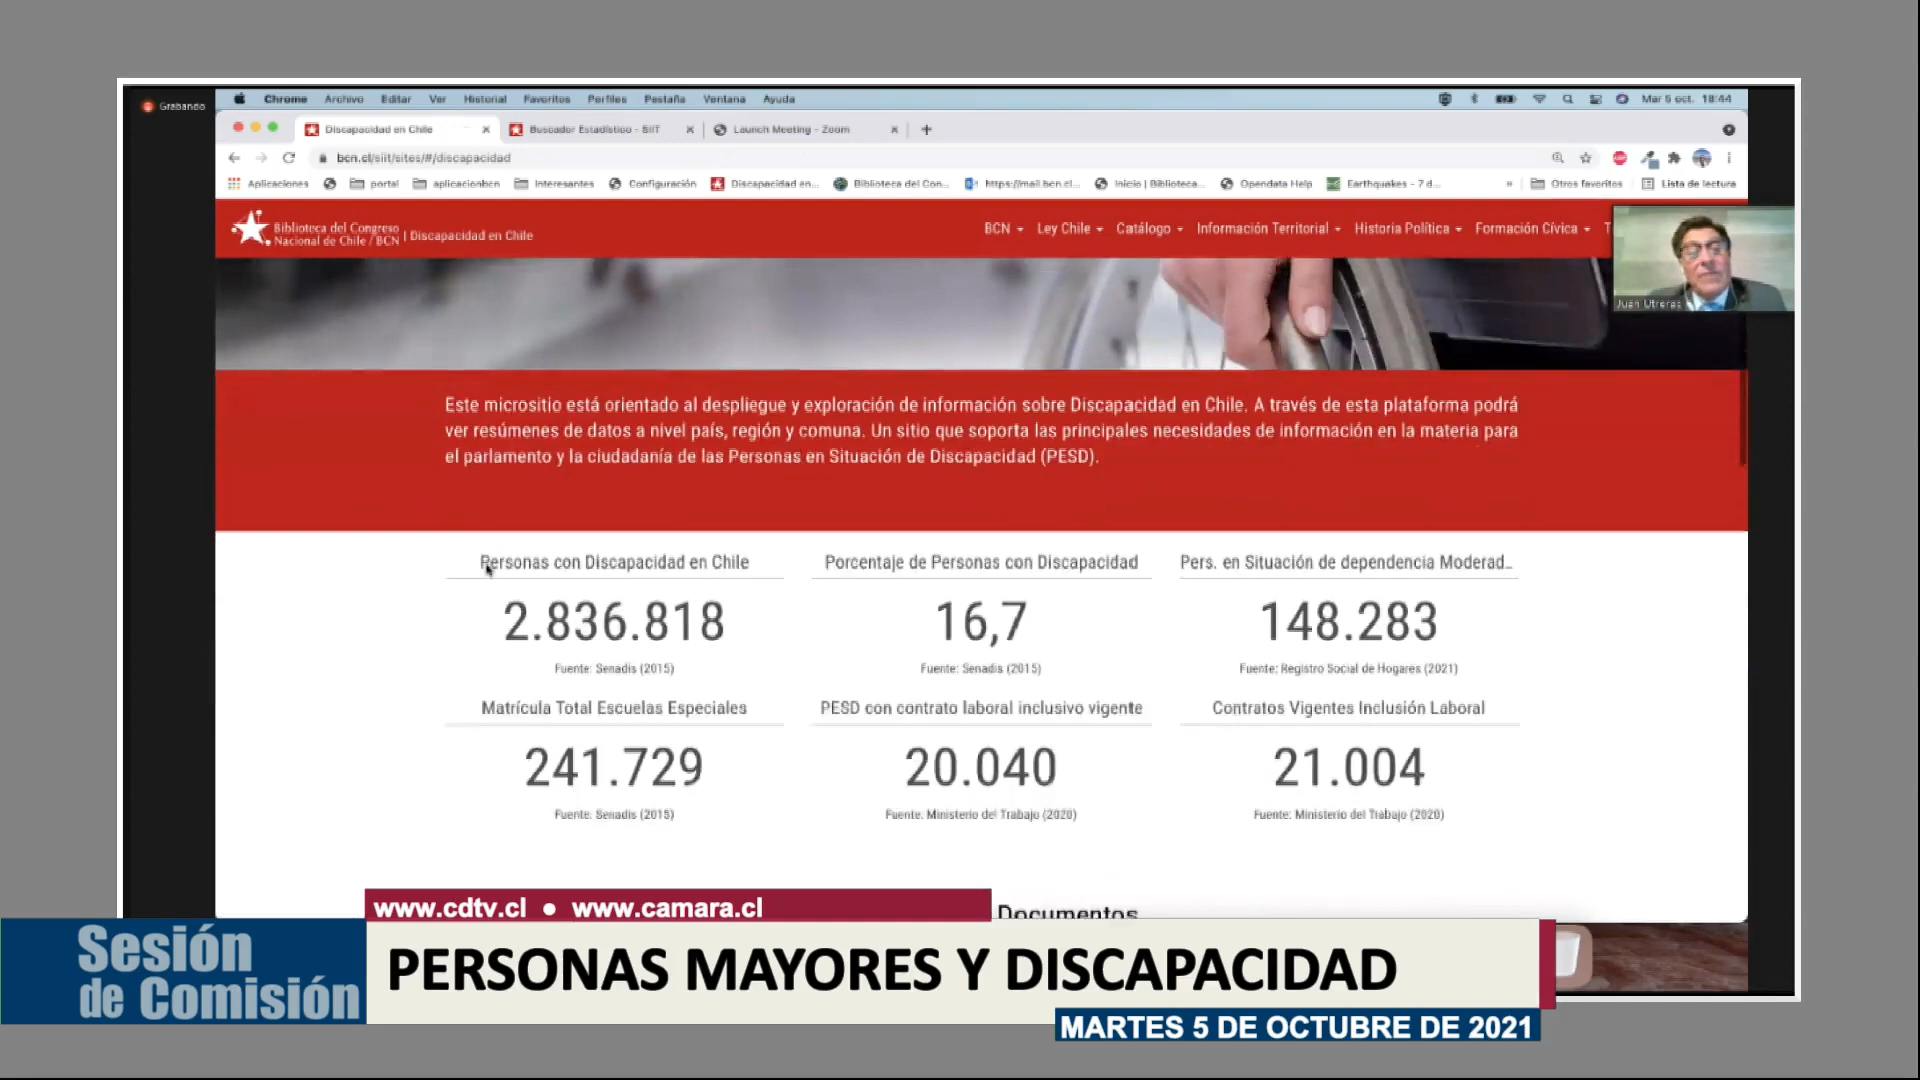 Grabando
Chrome Archivo Editar Ver Historial Favoritos Perfiles Pestaña Ventana Ayuda
Mar 5 oct. 18:44
Discapacidad en Chile
Buscador Estadístico - SIIT
Launch Meeting - Zoom
bcn.cl/siit/sites/#/discapacidad
Aplicaciones portal aplicacionbcn Interesantes Configuración Discapacidad en... Biblioteca del Con... https://mail.bcn.cl... Inicio | Biblioteca... Opendata Help Earthquakes - 7 d... » Otros favoritos Lista de lectura
Biblioteca del Congreso
Nacional de Chile / BCN | Discapacidad en Chile
BCN Ley Chile Catálogo Información Territorial Historia Política Formación Cívica T
Juan Utreras
Este micrositio está orientado al despliegue y exploración de información sobre Discapacidad en Chile. A través de esta plataforma podrá
ver resúmenes de datos a nivel país, región y comuna. Un sitio que soporta las principales necesidades de información en la materia para
el parlamento y la ciudadanía de las Personas en Situación de Discapacidad (PESD).
Personas con Discapacidad en Chile
2.836.818
Fuente: Senadis (2015)
Porcentaje de Personas con Discapacidad
16,7
Fuente: Senadis (2015)
Pers. en Situación de dependencia Moderad...
148.283
Fuente: Registro Social de Hogares (2021)
Matrícula Total Escuelas Especiales
241.729
Fuente: Senadis (2015)
PESD con contrato laboral inclusivo vigente
20.040
Fuente: Ministerio del Trabajo (2020)
Contratos Vigentes Inclusión Laboral
21.004
Fuente: Ministerio del Trabajo (2020)
Documentos
www.cdtv.cl ● www.camara.cl
Sesión
de Comisión
PERSONAS MAYORES Y DISCAPACIDAD
MARTES 5 DE OCTUBRE DE 2021